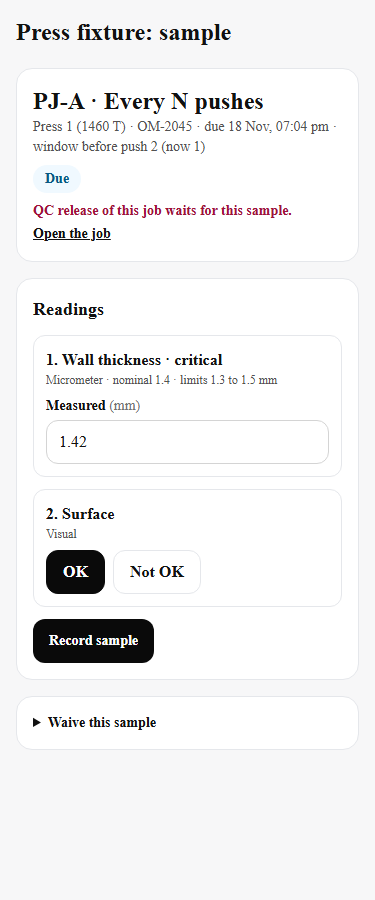 Press fixture: sample
PJ-A · Every N pushes
Press 1 (1460 T) · OM-2045 · due 18 Nov, 07:04 pm ·
window before push 2 (now 1)
Due
QC release of this job waits for this sample.
Open the job
Readings
1. Wall thickness · critical
Micrometer · nominal 1.4 · limits 1.3 to 1.5 mm
Measured (mm)
1.42
2. Surface
Visual
OK Not OK
Record sample
Waive this sample